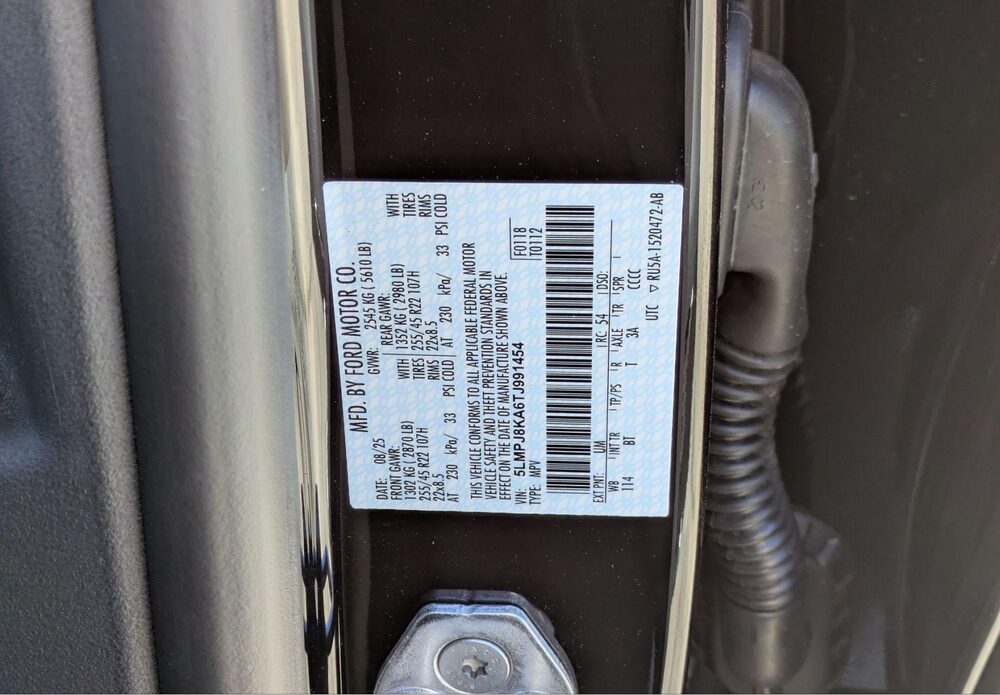 MFD. BY FORD MOTOR CO.
DATE: 08/25 GVWR: 2545 KG ( 5610 LB)
FRONT GAWR: REAR GAWR:
1302 KG ( 2870 LB) WITH 1352 KG ( 2980 LB) WITH
255/45 R22 107H TIRES 255/45 R22 107H TIRES
22x8.5 RIMS 22x8.5 RIMS
AT 230 kPa/ 33 PSI COLD AT 230 kPa/ 33 PSI COLD
THIS VEHICLE CONFORMS TO ALL APPLICABLE FEDERAL MOTOR
VEHICLE SAFETY AND THEFT PREVENTION STANDARDS IN
EFFECT ON THE DATE OF MANUFACTURE SHOWN ABOVE.
VIN: 5LMPJ8KA6TJ991454
TYPE: MPV
F0118
T0112
EXT PNT: UM RC: 54 DSO:
WB INT TR TP/PS R AXLE TR SPR
114 BT T 3A CCCC
UTC ▽ RU5A-1520472-AB